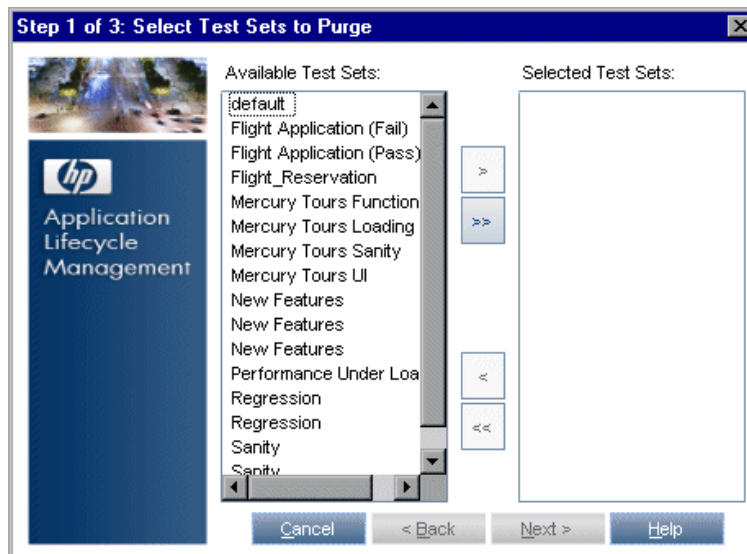 Step 1 of 3: Select Test Sets to Purge
hp
Application
Lifecycle
Management
Available Test Sets:
default
Flight Application (Fail)
Flight Application (Pass)
Flight_Reservation
Mercury Tours Function
Mercury Tours Loading
Mercury Tours Sanity
Mercury Tours UI
New Features
New Features
New Features
Performance Under Loa
Regression
Regression
Sanity
Sanity
>
>>
<
<<
Selected Test Sets:
Cancel
< Back
Next >
Help